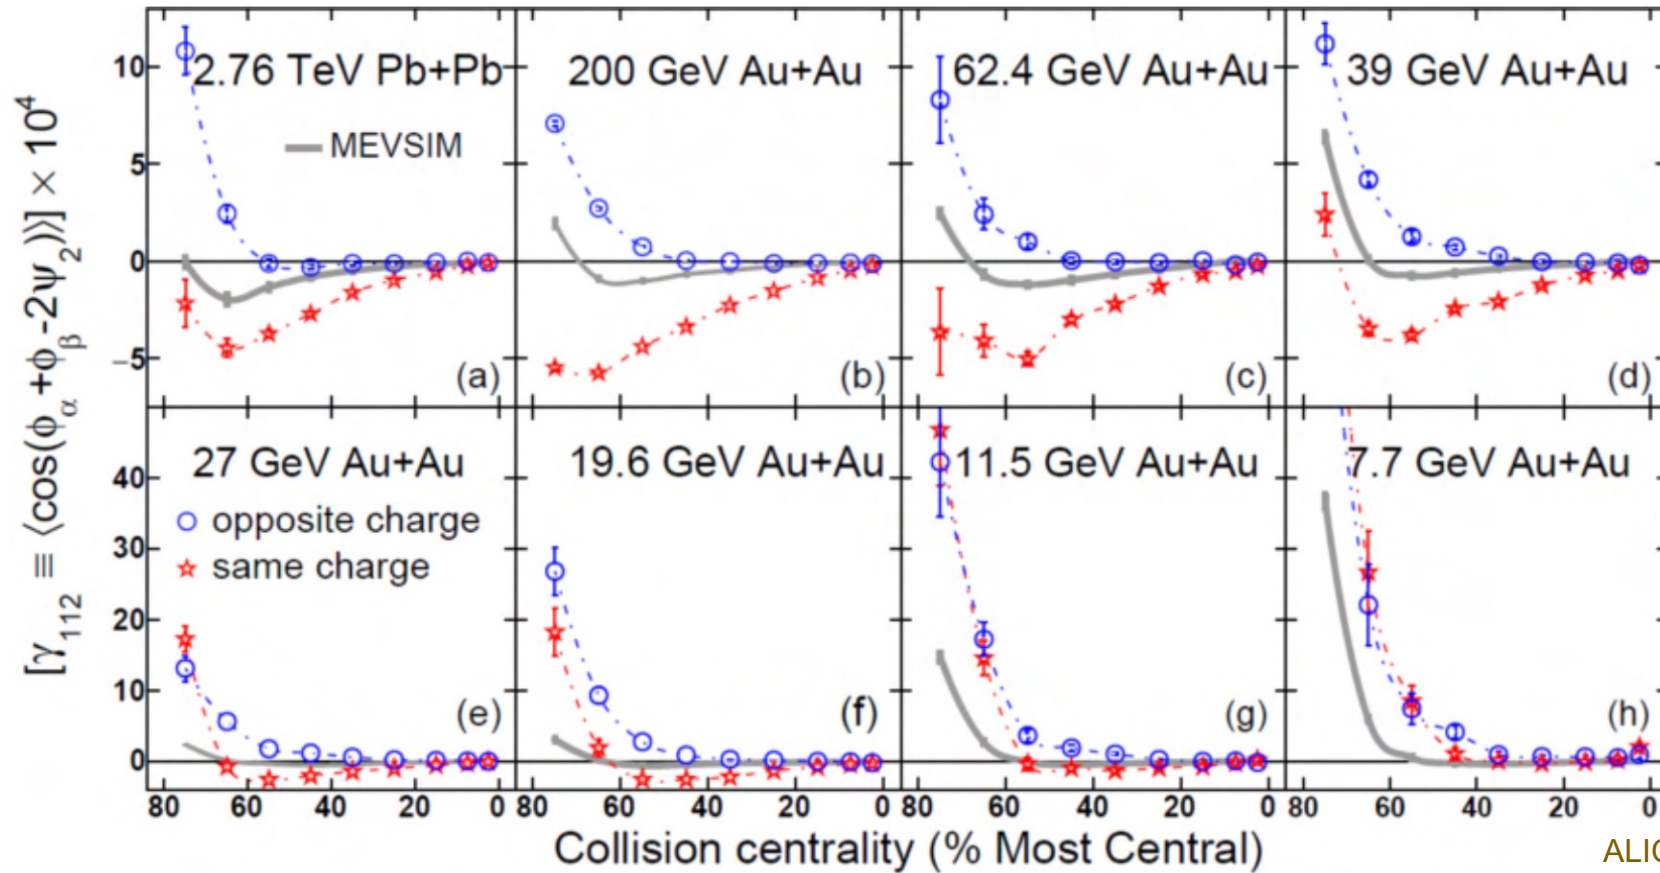 [γ112 ≡ ⟨cos(ϕα+ϕβ-2ψ2)⟩] × 10⁴
10
5
0
−5
2.76 TeV Pb+Pb
MEVSIM
(a)
200 GeV Au+Au
(b)
62.4 GeV Au+Au
(c)
39 GeV Au+Au
(d)
40
30
20
10
0
27 GeV Au+Au
opposite charge
same charge
(e)
19.6 GeV Au+Au
(f)
11.5 GeV Au+Au
(g)
7.7 GeV Au+Au
(h)
80 60 40 20 0 80 60 40 20 0 80 60 40 20 0 80 60 40 20 0
Collision centrality (% Most Central)